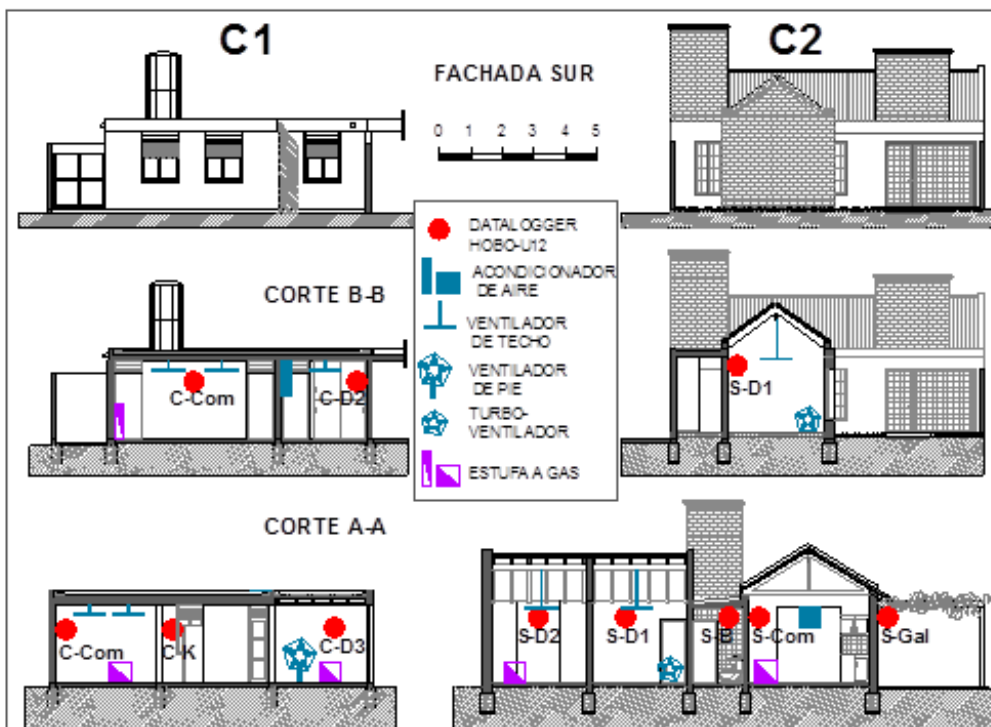 C1
C2
FACHADA SUR
0 1 2 3 4 5
DATALOGGER
HOBO-U12
ACONDICIONADOR
DE AIRE
VENTILADOR
DE TECHO
VENTILADOR
DE PIE
TURBO-
VENTILADOR
ESTUFA A GAS
CORTE B-B
C-Com
C-D2
S-D1
CORTE A-A
C-Com
C-K
C-D3
S-D2
S-D1
S-B
S-Com
S-Gal